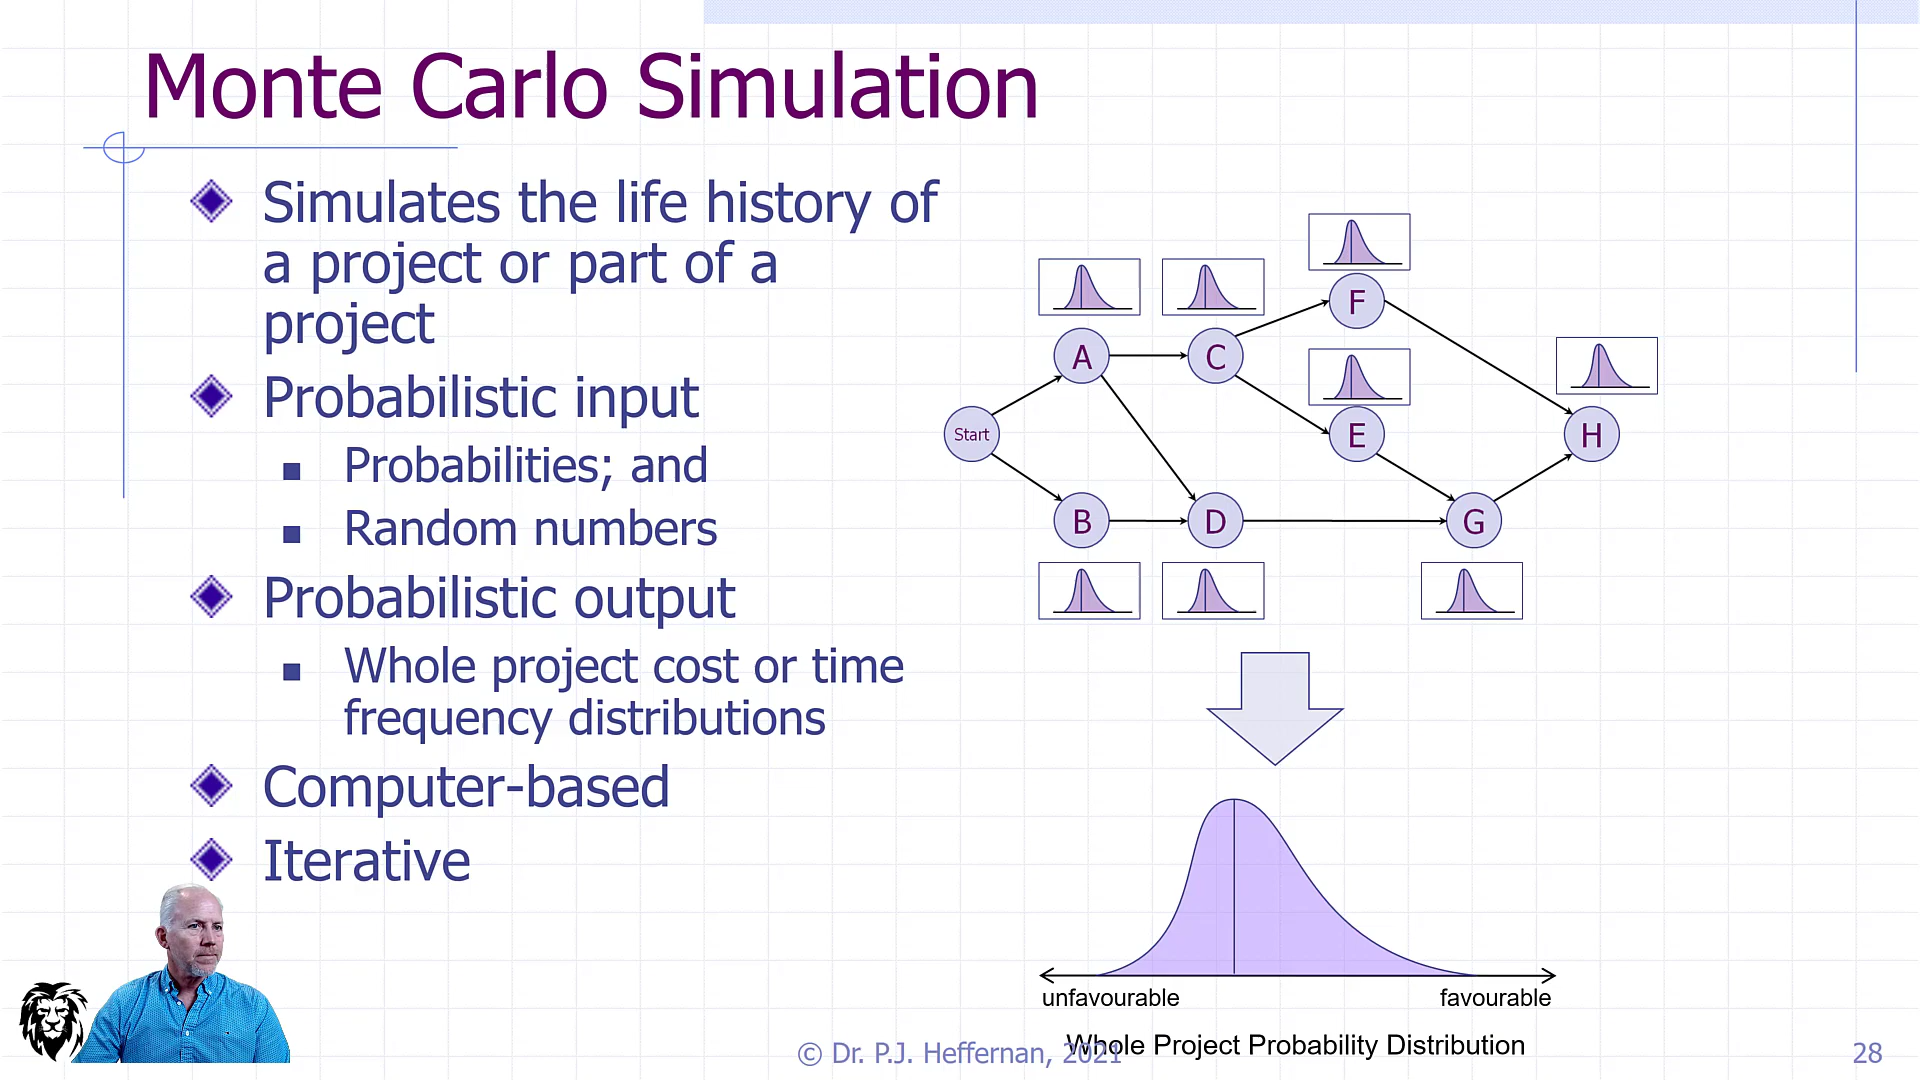 Monte Carlo Simulation
Simulates the life history of
a project or part of a
project
Probabilistic input
Probabilities; and
Random numbers
Probabilistic output
Whole project cost or time
frequency distributions
Computer-based
Iterative
F
A
C
Start
E
H
B
D
G
unfavourable
favourable
Whole Project Probability Distribution
© Dr. P.J. Heffernan, 2021
28